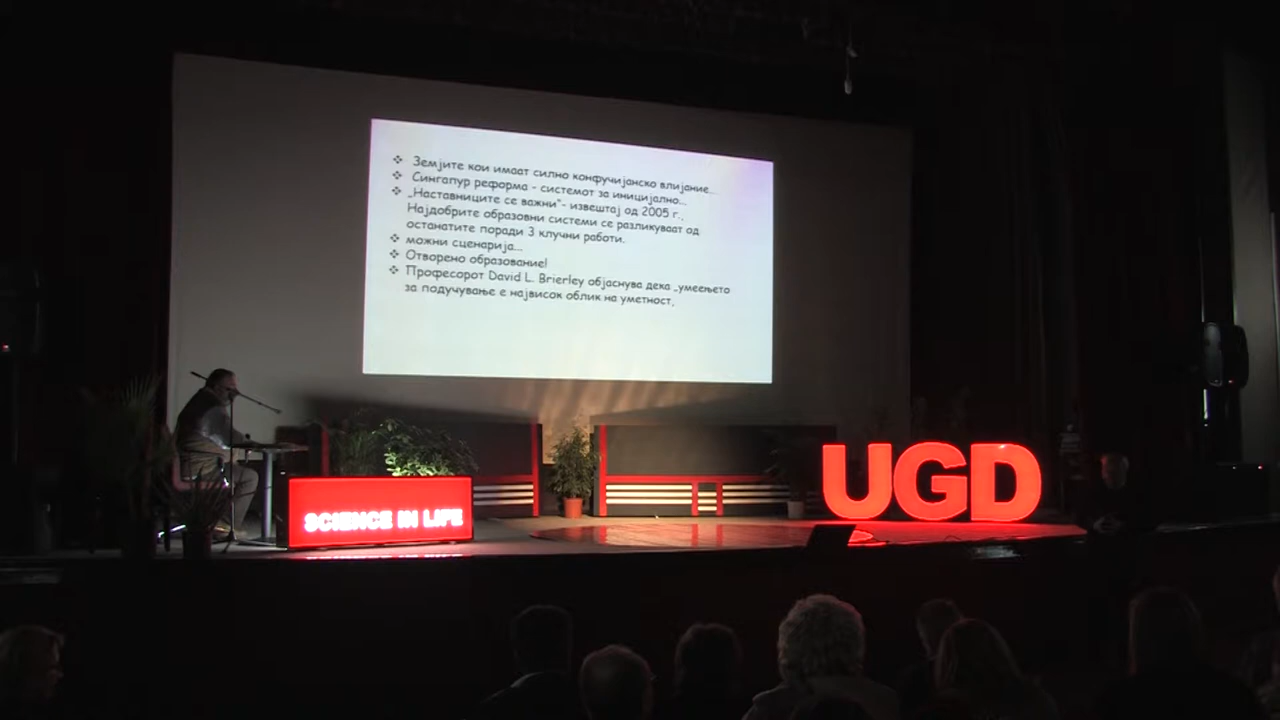 ❖ Земјите кои имаат силно конфучијанско влијание...
❖ Сингапур реформа - системот за иницијално...
❖ „Наставниците се важни“- извештај од 2005 г.,
Најдобрите образовни системи се разликуваат од
останатите поради 3 клучни работи.
❖ можни сценарија...
❖ Отворено образование!
❖ Професорот David L. Brierley објаснува дека „умеењето
за подучување е највисок облик на уметност,
SCIENCE IN LIFE
UGD